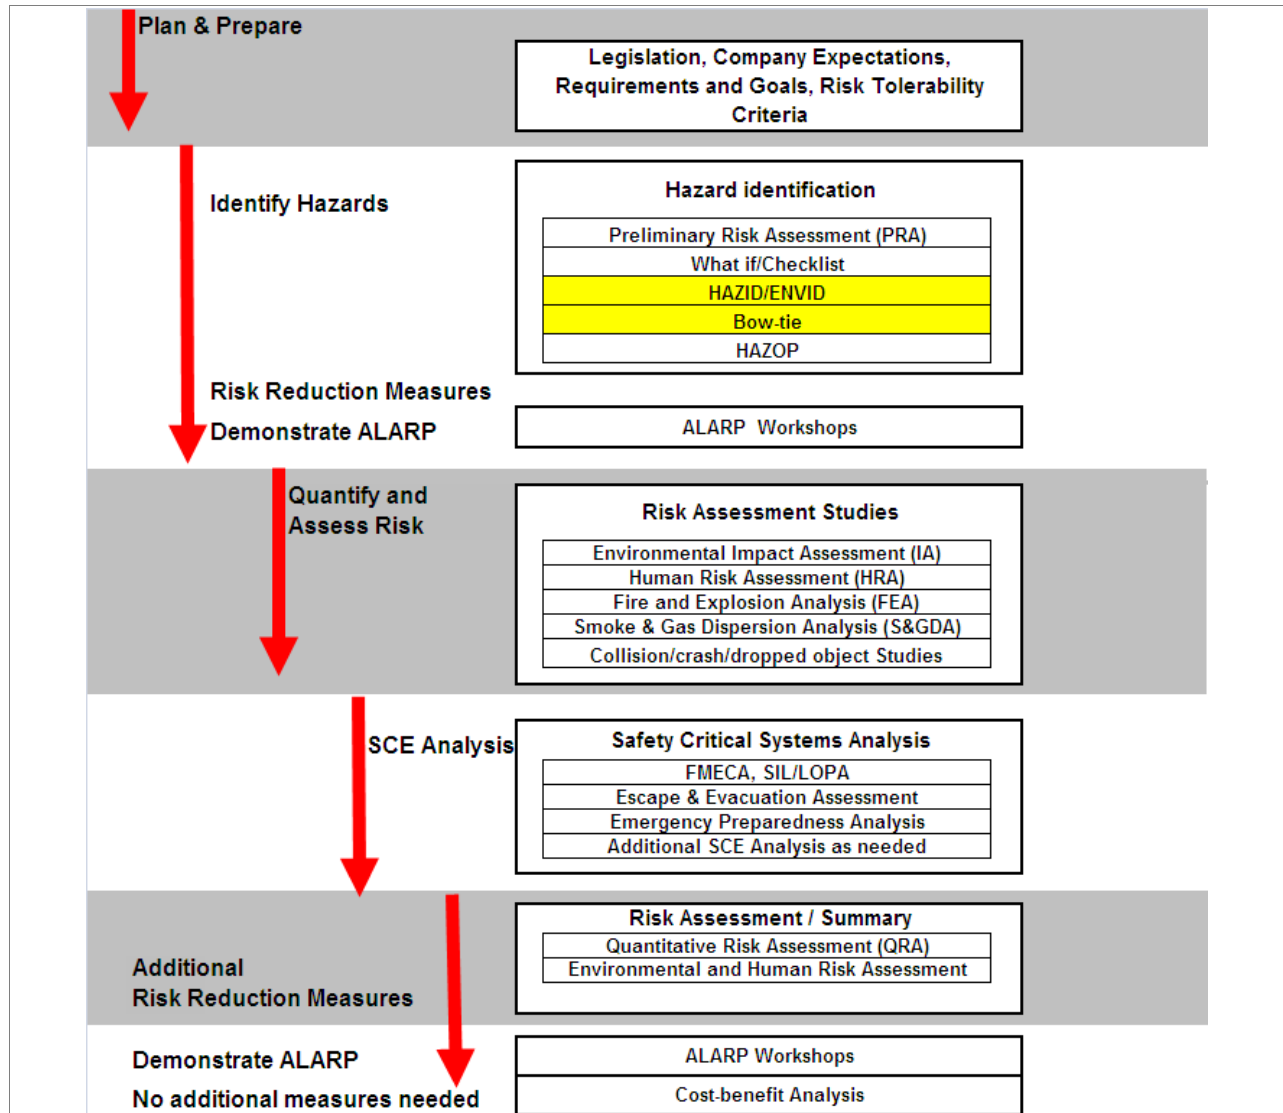 Plan & Prepare
Legislation, Company Expectations,
Requirements and Goals, Risk Tolerability
Criteria
Identify Hazards
Hazard identification
Preliminary Risk Assessment (PRA)
What if/Checklist
HAZID/ENVID
Bow-tie
HAZOP
Risk Reduction Measures
Demonstrate ALARP
ALARP Workshops
Quantify and
Assess Risk
Risk Assessment Studies
Environmental Impact Assessment (IA)
Human Risk Assessment (HRA)
Fire and Explosion Analysis (FEA)
Smoke & Gas Dispersion Analysis (S&GDA)
Collision/crash/dropped object Studies
SCE Analysis
Safety Critical Systems Analysis
FMECA, SIL/LOPA
Escape & Evacuation Assessment
Emergency Preparedness Analysis
Additional SCE Analysis as needed
Risk Assessment / Summary
Quantitative Risk Assessment (QRA)
Environmental and Human Risk Assessment
Additional
Risk Reduction Measures
Demonstrate ALARP
ALARP Workshops
No additional measures needed
Cost-benefit Analysis